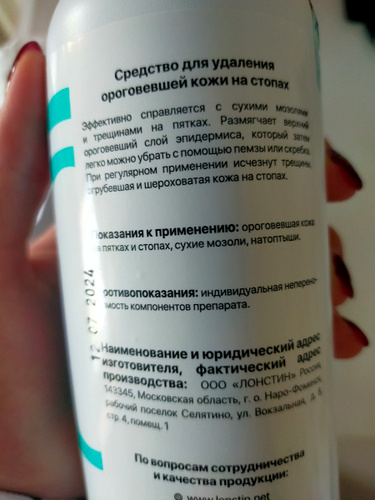 Средство для удаления
ороговевшей кожи на стопах
Эффективно справляется с сухими мозолями
и трещинами на пятках. Размягчает верхний
ороговевший слой эпидермиса, который затем
легко можно убрать с помощью пемзы или скребка.
При регулярном применении исчезнут трещины,
огрубевшая и шероховатая кожа на стопах.
Показания к применению: ороговевшая кожа
на пятках и стопах, сухие мозоли, натоптыши.
Противопоказания: индивидуальная неперено-
симость компонентов препарата.
12 07 2024
Наименование и юридический адрес
изготовителя, фактический адрес
производства: ООО «ЛОНСТИН» Россия,
143345, Московская область, г. о. Наро-Фоминск,
рабочий поселок Селятино, ул. Вокзальная, д.
стр. 4, помещ. 1
По вопросам сотрудничества
и качества продукции:
www.lonstin.net